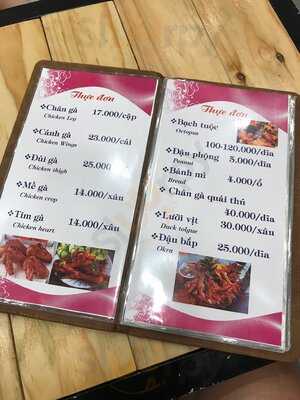 Thực đơn
❖Chân gà 17.000/cặp
Chicken Leg
❖Cánh gà 23.000/cái
Chicken Wings
❖Đùi gà 25.000
Chicken thigh
❖Mề gà 14.000/xâu
Chicken crop
❖Tim gà 14.000/xâu
Chicken heart
Thực đơn
❖Bạch tuộc
Octopus
100-120.000/dĩa
❖Đậu phộng 5.000/dĩa
Peanut
❖Bánh mì 4.000/ổ
Bread
❖Chân gà quái thú
40.000/dĩa
❖Lưỡi vịt 30.000/xâu
Duck tolgue
❖Đậu bắp 25.000/dĩa
Okra